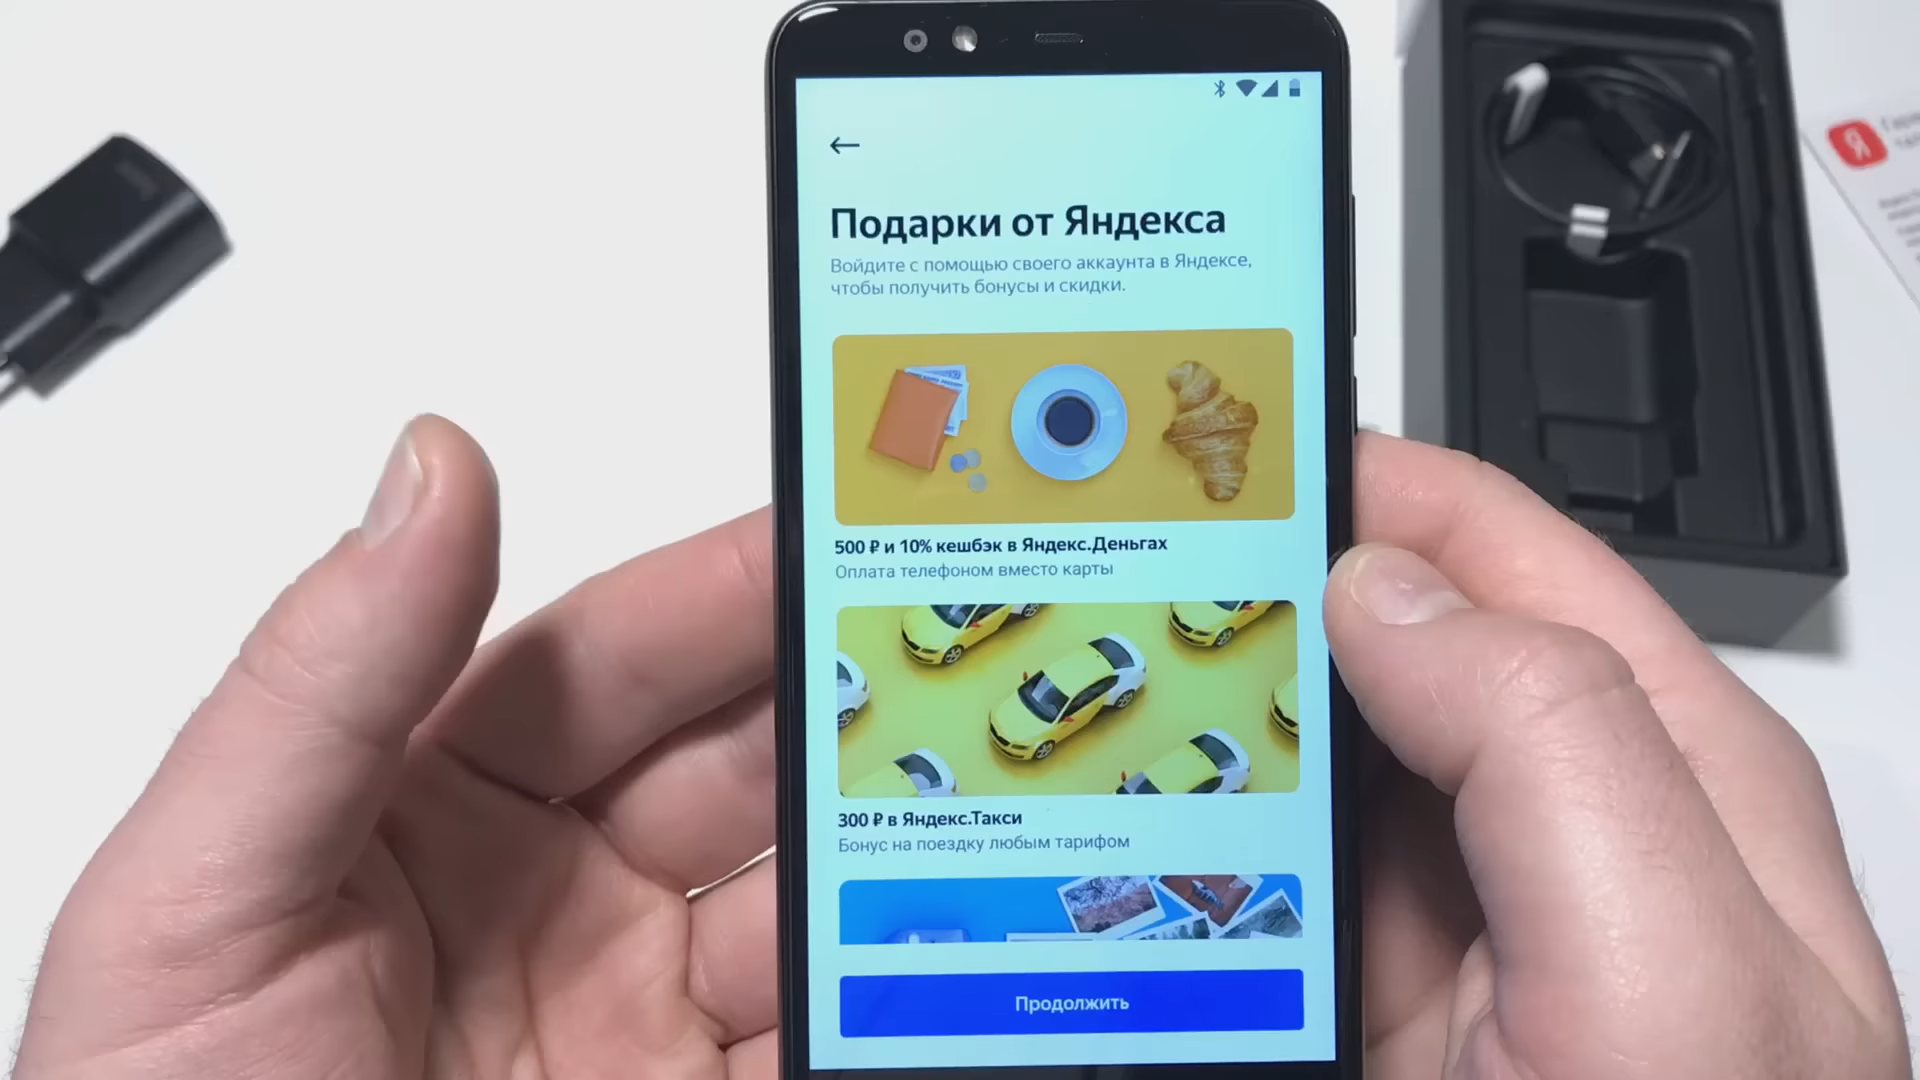 Подарки от Яндекса
Войдите с помощью своего аккаунта в Яндексе,
чтобы получить бонусы и скидки.
500 ₽ и 10% кешбэк в Яндекс.Деньгах
Оплата телефоном вместо карты
300 ₽ в Яндекс.Такси
Бонус на поездку любым тарифом
Продолжить
Я